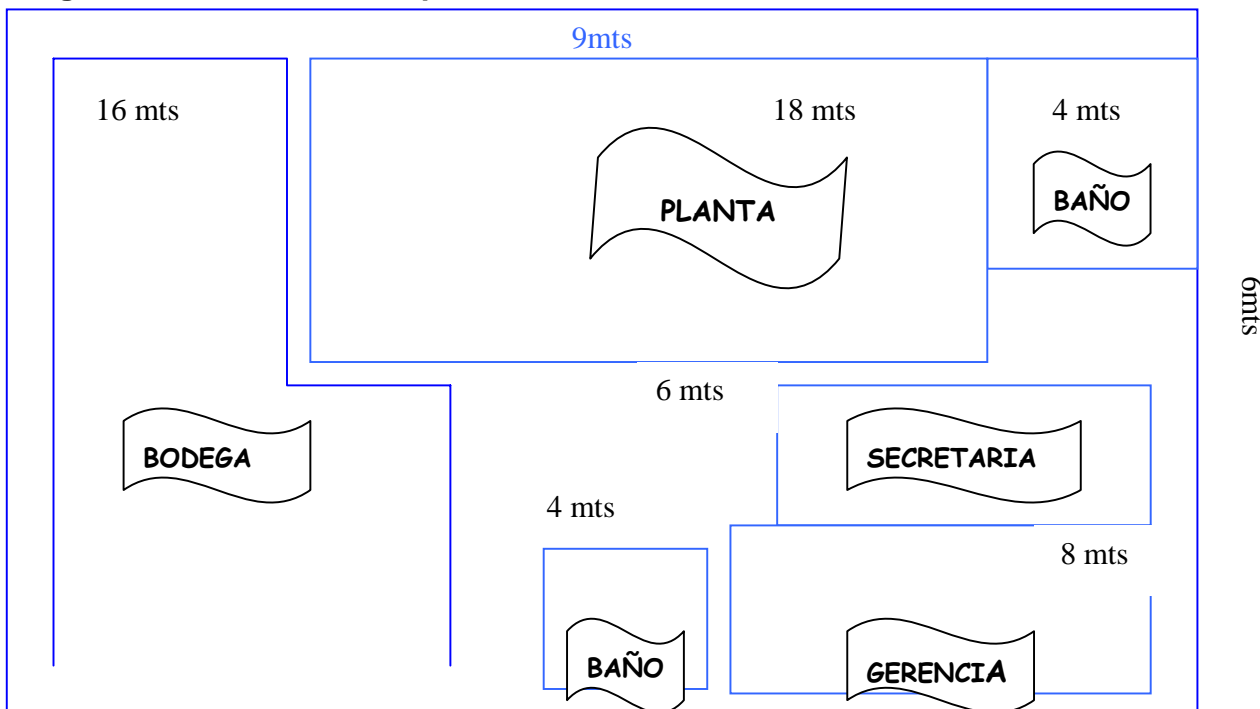 9mts
16 mts
18 mts
4 mts
PLANTA
BAÑO
6mts
6 mts
BODEGA
SECRETARIA
4 mts
8 mts
BAÑO
GERENCIA